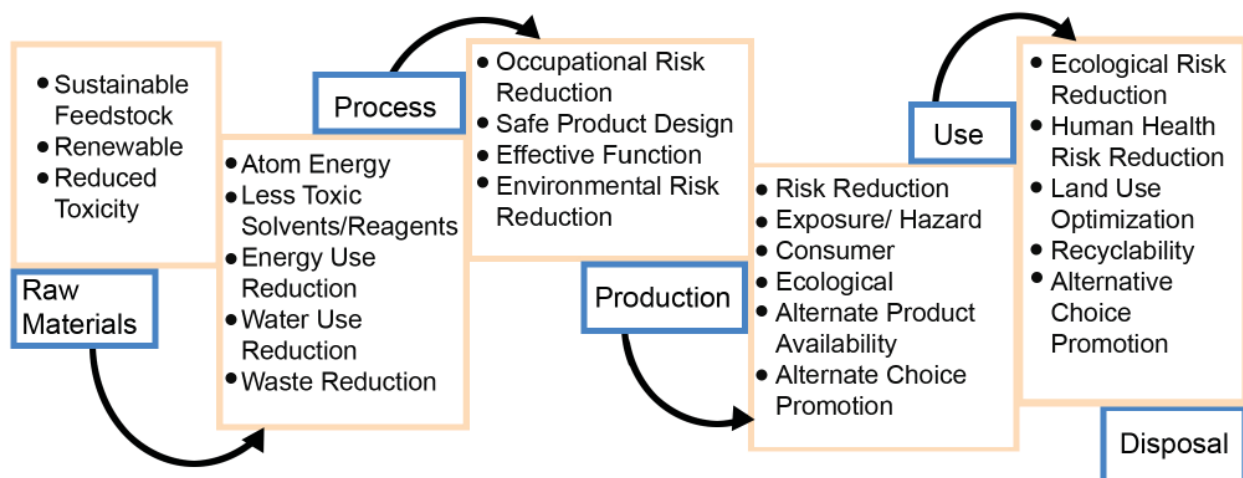 • Sustainable
Feedstock
• Renewable
• Reduced
Toxicity
Raw
Materials
• Atom Energy
• Less Toxic
Solvents/Reagents
• Energy Use
Reduction
• Water Use
Reduction
• Waste Reduction
Process
• Occupational Risk
Reduction
• Safe Product Design
• Effective Function
• Environmental Risk
Reduction
Production
• Risk Reduction
• Exposure/ Hazard
• Consumer
• Ecological
• Alternate Product
Availability
• Alternate Choice
Promotion
Use
• Ecological Risk
Reduction
• Human Health
Risk Reduction
• Land Use
Optimization
• Recyclability
• Alternative
Choice
Promotion
Disposal